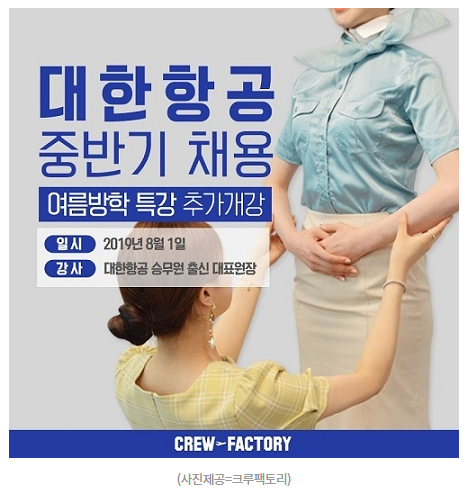 대한항공
중반기 채용
여름방학 특강 추가개강
일시 2019년 8월 1일
강사 대한항공 승무원 출신 대표원장
CREW FACTORY
(사진제공=크루팩토리)